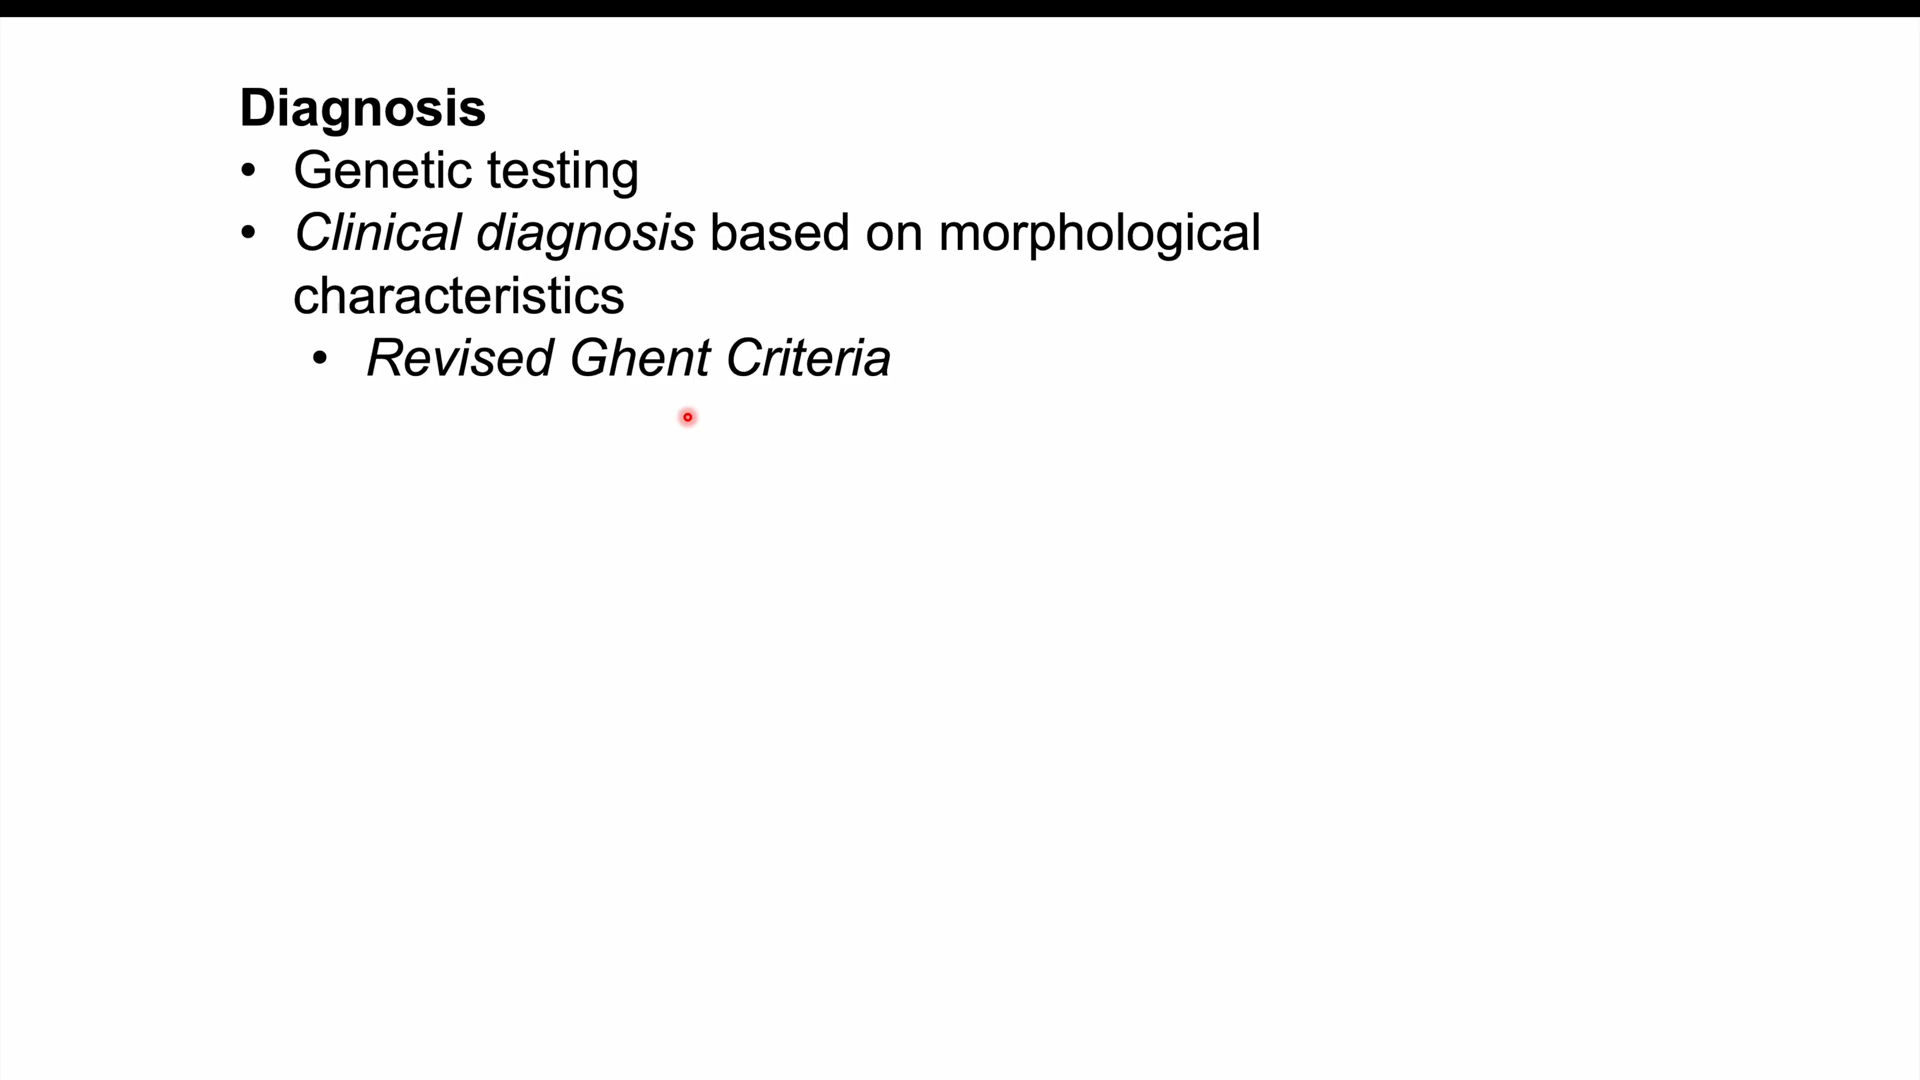 Diagnosis
• Genetic testing
• Clinical diagnosis based on morphological
characteristics
• Revised Ghent Criteria